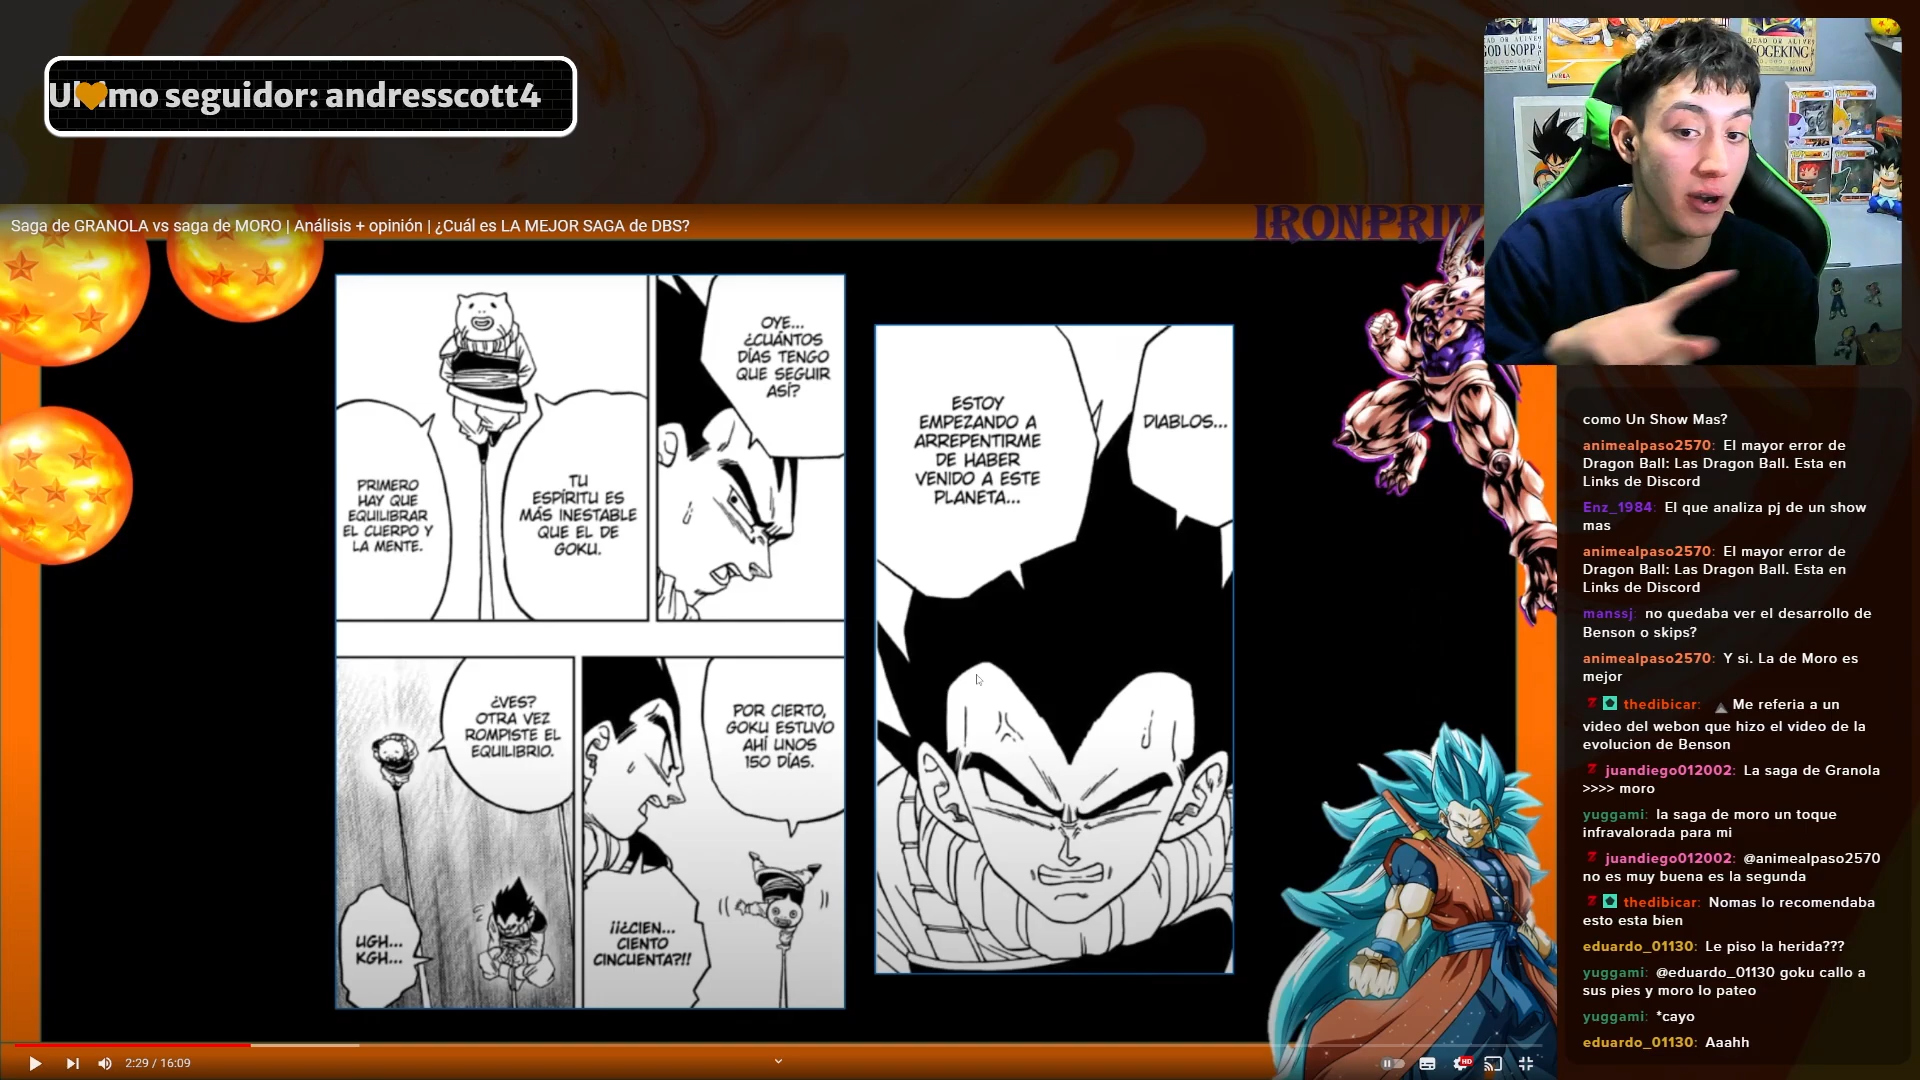 Ul mo seguidor: andresscott4
GOD USOPP
MARINE
DEAD OR ALIVE
SOGEKING
MARINE
Saga de GRANOLA vs saga de MORO | Análisis + opinión | ¿Cuál es LA MEJOR SAGA de DBS?
IRONPRIM
OYE...
¿CUÁNTOS
DÍAS TENGO
QUE SEGUIR
ASÍ?
TU
ESPÍRITU ES
MÁS INESTABLE
QUE EL DE
GOKU.
PRIMERO
HAY QUE
EQUILIBRAR
EL CUERPO Y
LA MENTE.
¿VES?
OTRA VEZ
ROMPISTE EL
EQUILIBRIO.
UGH...
KGH...
POR CIERTO,
GOKU ESTUVO
AHÍ UNOS
150 DÍAS.
¡¡¿CIEN...
CIENTO
CINCUENTA?!!
DIABLOS...
ESTOY
EMPEZANDO A
ARREPENTIRME
DE HABER
VENIDO A ESTE
PLANETA...
como Un Show Mas?
animealpaso2570: El mayor error de
Dragon Ball: Las Dragon Ball. Esta en
Links de Discord
Enz_1984: El que analiza pj de un show
mas
animealpaso2570: El mayor error de
Dragon Ball: Las Dragon Ball. Esta en
Links de Discord
manssj: no quedaba ver el desarrollo de
Benson o skips?
animealpaso2570: Y si. La de Moro es
mejor
thedibicar: Me referia a un
video del webon que hizo el video de la
evolucion de Benson
juandiego012002: La saga de Granola
>>>> moro
yuggami: la saga de moro un toque
infravalorada para mi
juandiego012002: @animealpaso2570
no es muy buena es la segunda
thedibicar: Nomas lo recomendaba
esto esta bien
eduardo_01130: Le piso la herida???
yuggami: @eduardo_01130 goku callo a
sus pies y moro lo pateo
yuggami: *cayo
eduardo_01130: Aaahh
2:29 / 16:09
HD